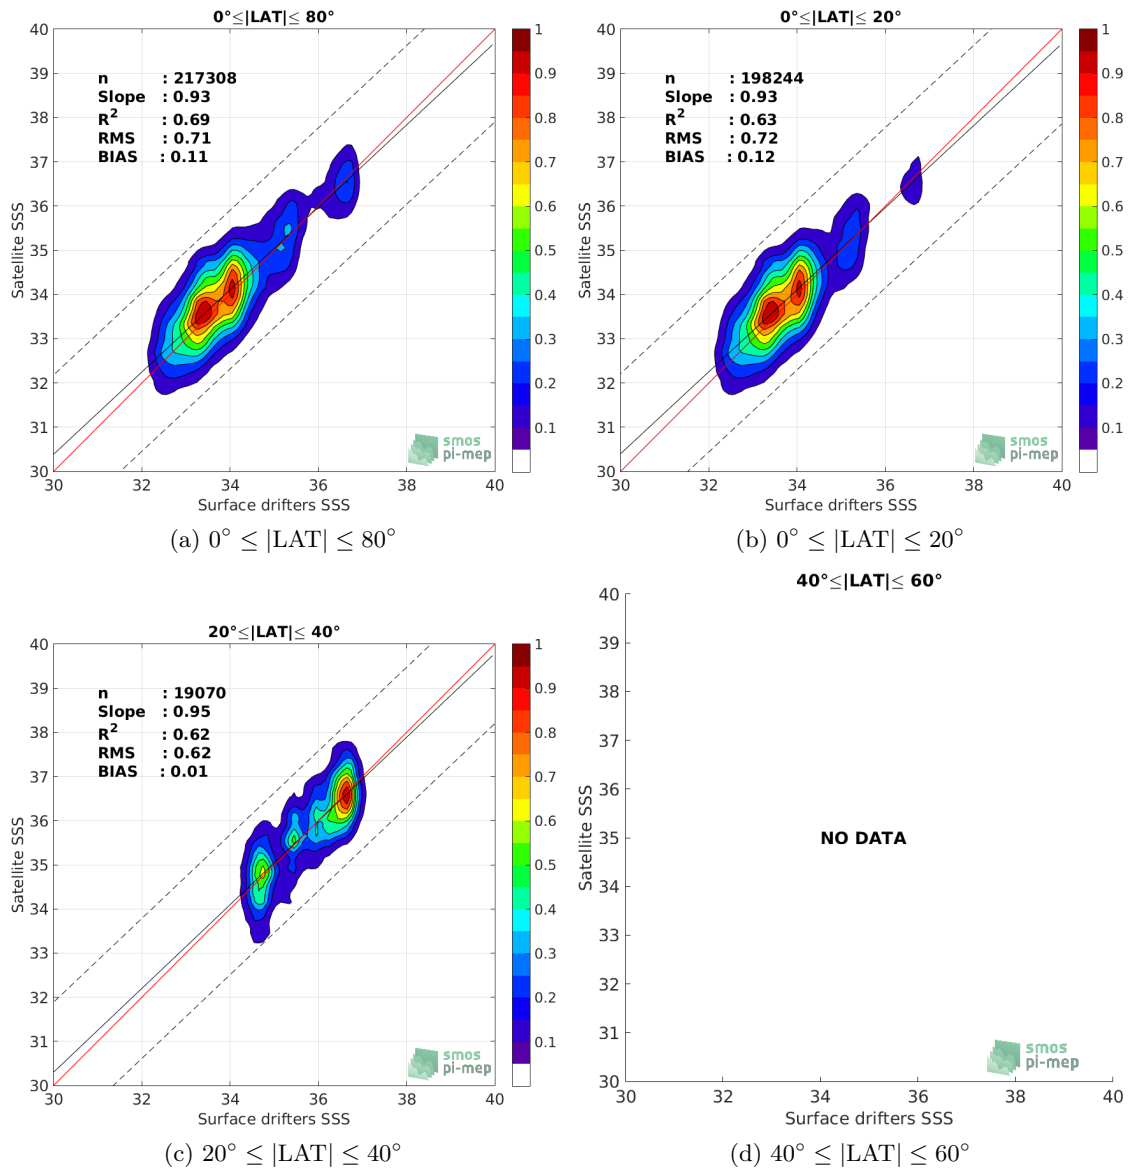 0°≤|LAT|≤ 80°
40
39
38
37
36
35
34
33
32
31
30
Satellite SSS
n : 217308
Slope : 0.93
R2 : 0.69
RMS : 0.71
BIAS : 0.11
1
0.9
0.8
0.7
0.6
0.5
0.4
0.3
0.2
0.1
smos
pi-mep
30 32 34 36 38 40
Surface drifters SSS
(a) 0° ≤ |LAT| ≤ 80°
0°≤|LAT|≤ 20°
40
39
38
37
36
35
34
33
32
31
30
Satellite SSS
n : 198244
Slope : 0.93
R2 : 0.63
RMS : 0.72
BIAS : 0.12
1
0.9
0.8
0.7
0.6
0.5
0.4
0.3
0.2
0.1
smos
pi-mep
30 32 34 36 38 40
Surface drifters SSS
(b) 0° ≤ |LAT| ≤ 20°
20°≤|LAT|≤ 40°
40
39
38
37
36
35
34
33
32
31
30
Satellite SSS
n : 19070
Slope : 0.95
R2 : 0.62
RMS : 0.62
BIAS : 0.01
1
0.9
0.8
0.7
0.6
0.5
0.4
0.3
0.2
0.1
smos
pi-mep
30 32 34 36 38 40
Surface drifters SSS
(c) 20° ≤ |LAT| ≤ 40°
40°≤|LAT|≤ 60°
40
39
38
37
36
35
34
33
32
31
30
Satellite SSS
NO DATA
smos
pi-mep
30 32 34 36 38 40
Surface drifters SSS
(d) 40° ≤ |LAT| ≤ 60°